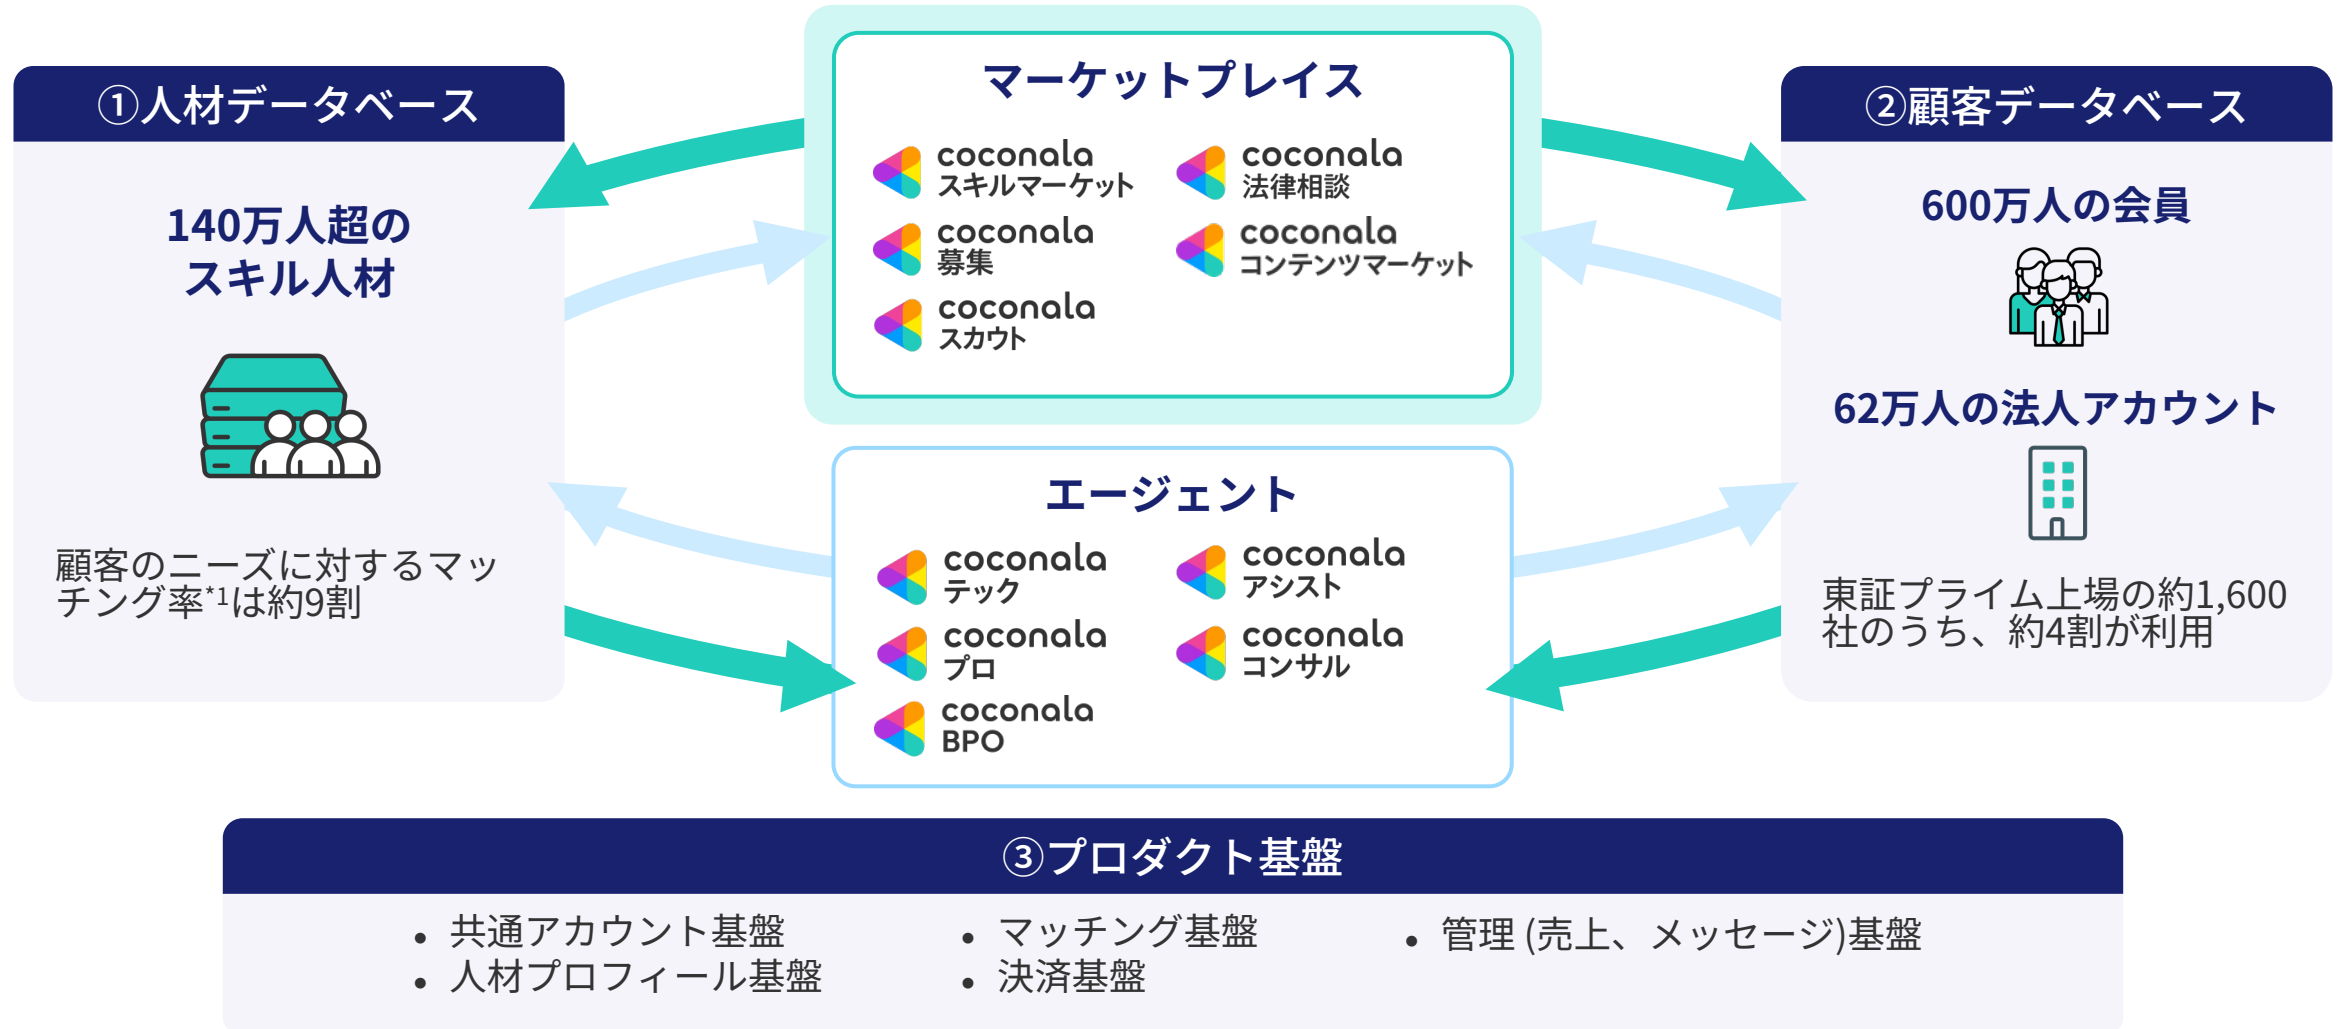 ①人材データベース
140万人超の
スキル人材
顧客のニーズに対するマッ
チング率*1は約9割
マーケットプレイス
coconala
スキルマーケット
coconala
法律相談
coconala
募集
coconala
コンテンツマーケット
coconala
スカウト
エージェント
coconala
テック
coconala
アシスト
coconala
プロ
coconala
コンサル
coconala
BPO
②顧客データベース
600万人の会員
62万人の法人アカウント
東証プライム上場の約1,600
社のうち、約4割が利用
③プロダクト基盤
• 共通アカウント基盤
• 人材プロフィール基盤
• マッチング基盤
• 決済基盤
• 管理 (売上、メッセージ)基盤